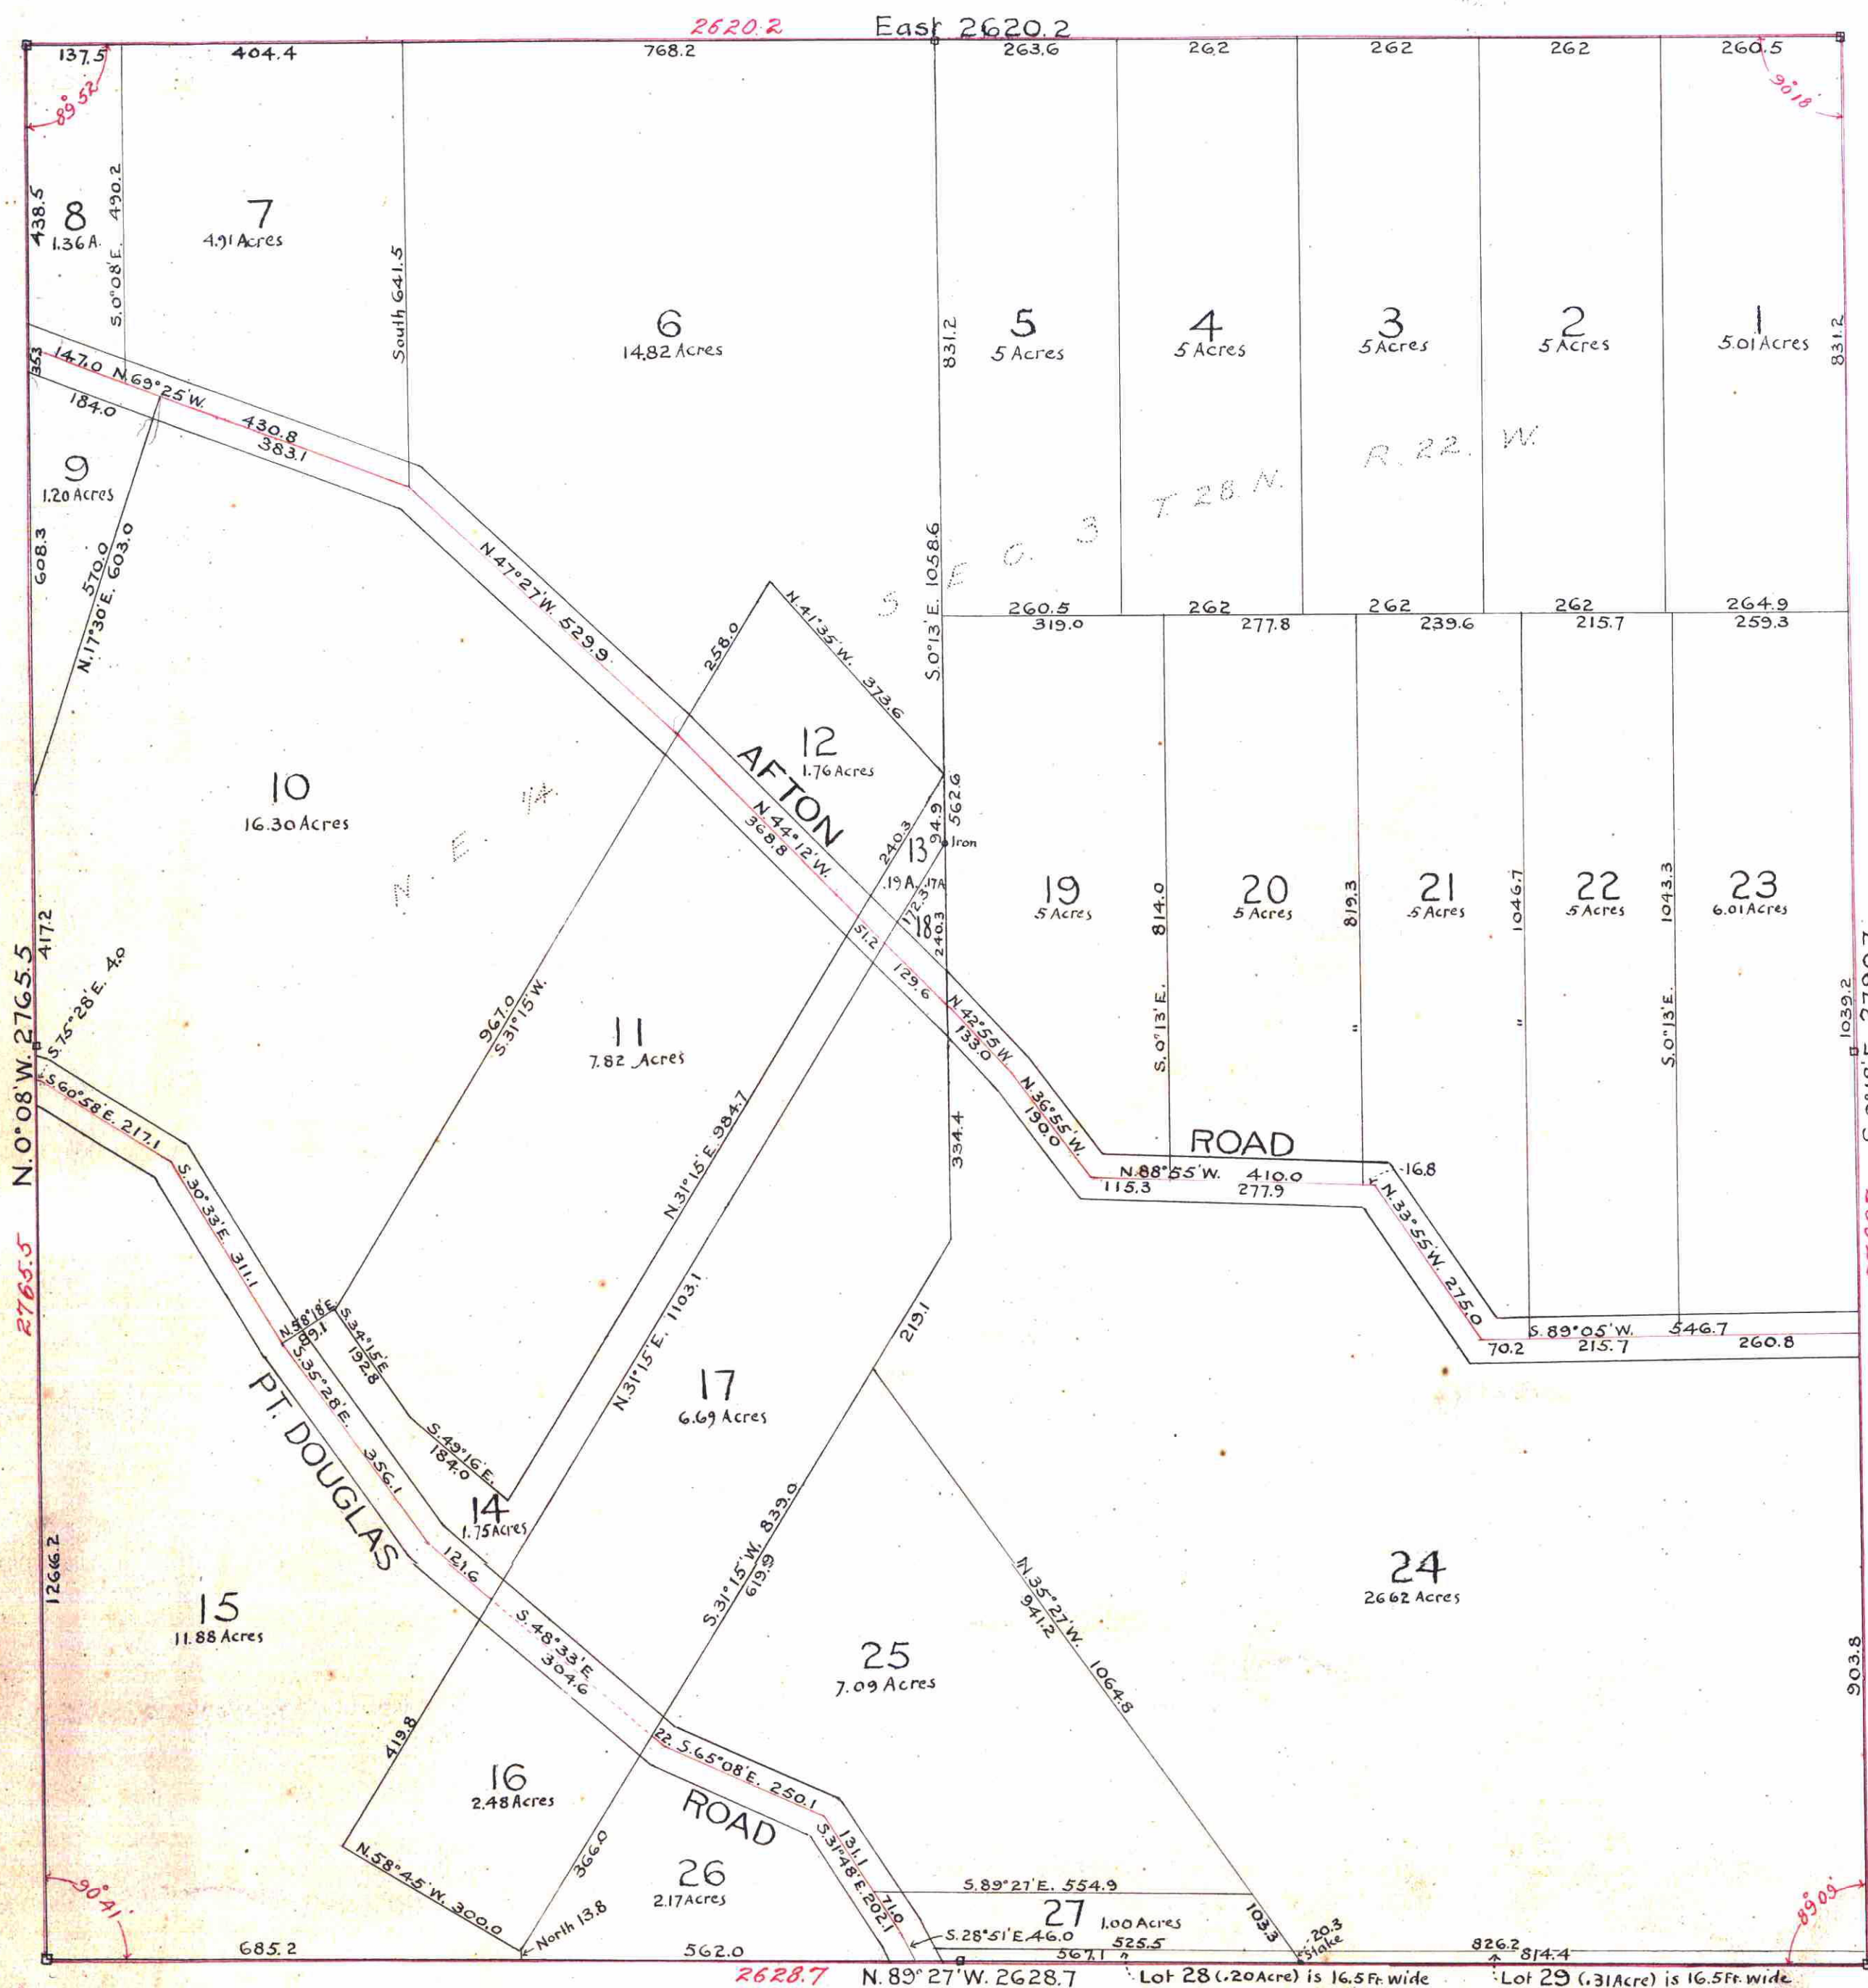 2620.2 East 2620.2
137.5 404.4 768.2 263.6 262 262 262 260.5
89°52'
90°18'
438.5
8
1.36 A.
S.0°08'E. 490.2
7
4.91 Acres
South 641.5
6
14.82 Acres
831.2
5
5 Acres
4
5 Acres
3
5 Acres
2
5 Acres
1
5.01 Acres
831.2
353
147.0 N.69°25'W.
184.0
430.8
383.1
9
1.20 Acres
608.3
570.0
N.17°30'E. 603.0
N.47°27'W. 529.9
S E C. 3 T. 28 N. R. 22. W.
S.0°13'E. 1058.6
260.5 262 262 262 264.9
319.0 277.8 239.6 215.7 259.3
258.0
N.41°35'W. 373.6
12
1.76 Acres
AFTON
10
16.30 Acres
N. E. 1/4.
N.44°12'W.
368.8
562.6
94.9
Iron
240.3
13
.19 A.
.17A
172.3
18
240.3
51.2
129.6
19
5 Acres
814.0
S.0°13'E.
20
5 Acres
819.3
"
21
5 Acres
1046.7
"
22
5 Acres
1043.3
S.0°13'E.
23
6.01 Acres
1039.2
417.2
N.0°08'W. 2765.5
2765.5
S.75°28'E. 4.0
S.60°58'E. 217.1
967.0
S.31°15'W.
11
7.82 Acres
N.31°15'E. 984.7
N.42°55'W
133.0
N.36°55'W.
190.0
334.4
ROAD
N.88°55'W. 410.0
115.3 277.9
16.8
N.33°55'W. 275.0
S.30°33'E. 311.1
N.58°18'E.
89.1
S.34°15'E
192.8
N.31°15'E. 1103.1
219.1
S.89°05'W. 546.7
70.2 215.7 260.8
S.35°28'E. 356.1
PT. DOUGLAS
S.49°16'E.
184.0
17
6.69 Acres
14
1.75 Acres
121.6
S.31°15'W. 839.0
619.9
N.35°27'W. 1064.8
941.2
24
26.62 Acres
1266.2
15
11.88 Acres
S.48°33'E
304.6
25
7.09 Acres
903.8
419.8
22.
S.65°08'E. 250.1
16
2.48 Acres
ROAD
131.1
S.31°48'E. 202.1
71.0
N.58°45'W. 300.0
366.0
26
2.17 Acres
S.89°27'E. 554.9
27
1.00 Acres
103.3
20.3
Stake
89°09'
90°41'
North 13.8
S.28°51'E. 46.0
685.2 562.0 567.1 525.5 826.2 814.4
2628.7 N.89°27'W. 2628.7 Lot 28 (.20 Acre) is 16.5 Ft. wide Lot 29 (.31 Acre) is 16.5 Ft. wide